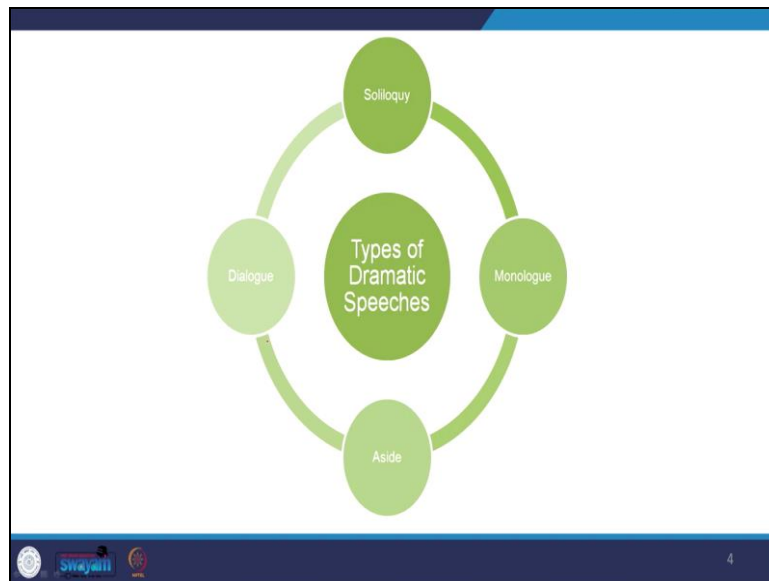 Soliloquy
Dialogue
Types of
Dramatic
Speeches
Monologue
Aside
swayam
4